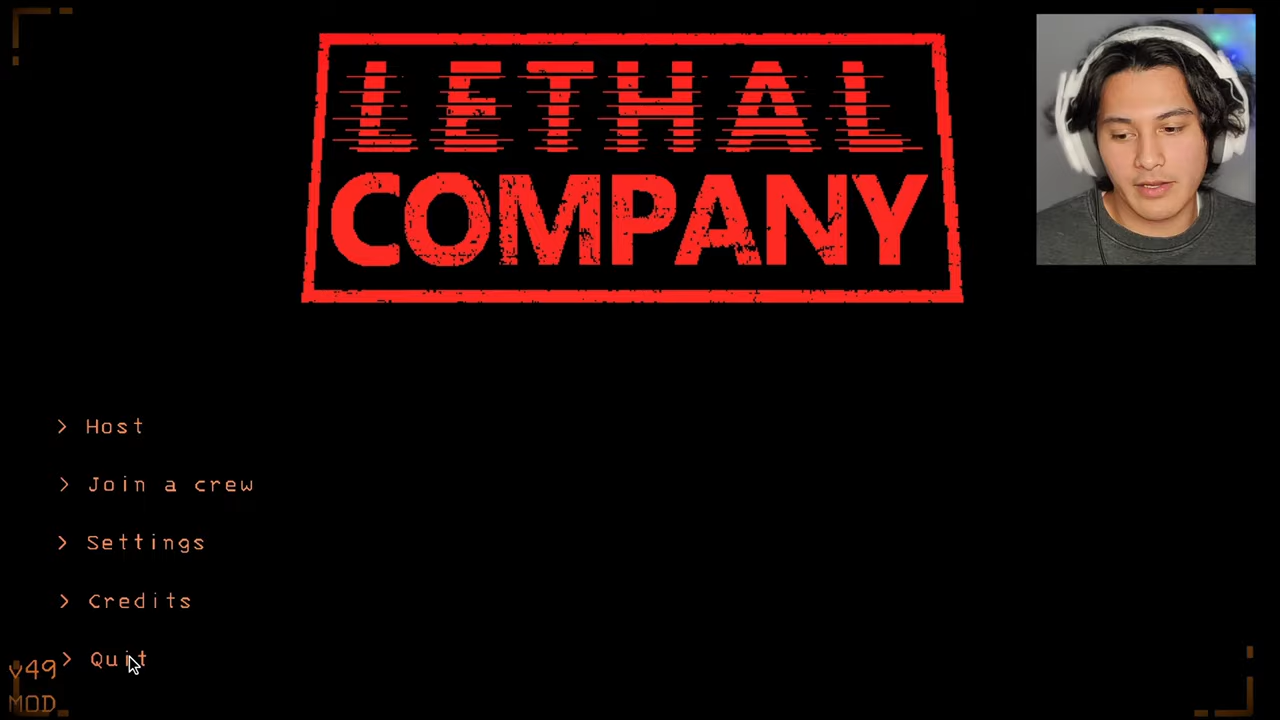 LETHAL
COMPANY
> Host
> Join a crew
> Settings
> Credits
> Quit
v49
MOD